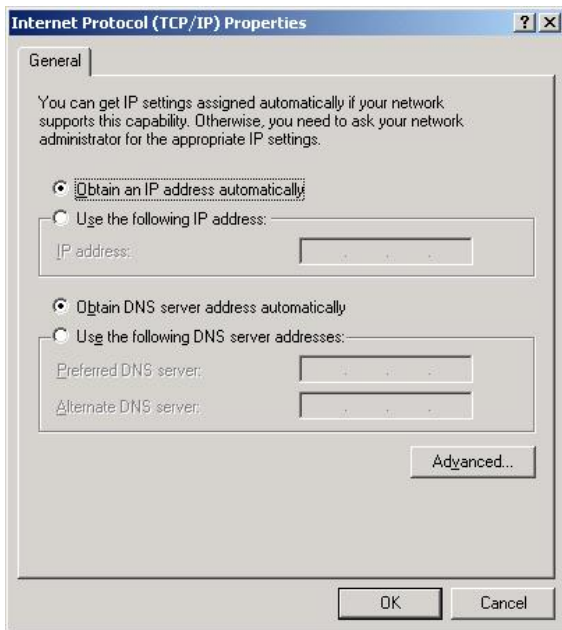 Internet Protocol (TCP/IP) Properties
General
You can get IP settings assigned automatically if your network
supports this capability. Otherwise, you need to ask your network
administrator for the appropriate IP settings.
Obtain an IP address automatically
Use the following IP address:
IP address:
Obtain DNS server address automatically
Use the following DNS server addresses:
Preferred DNS server:
Alternate DNS server:
Advanced...
OK Cancel